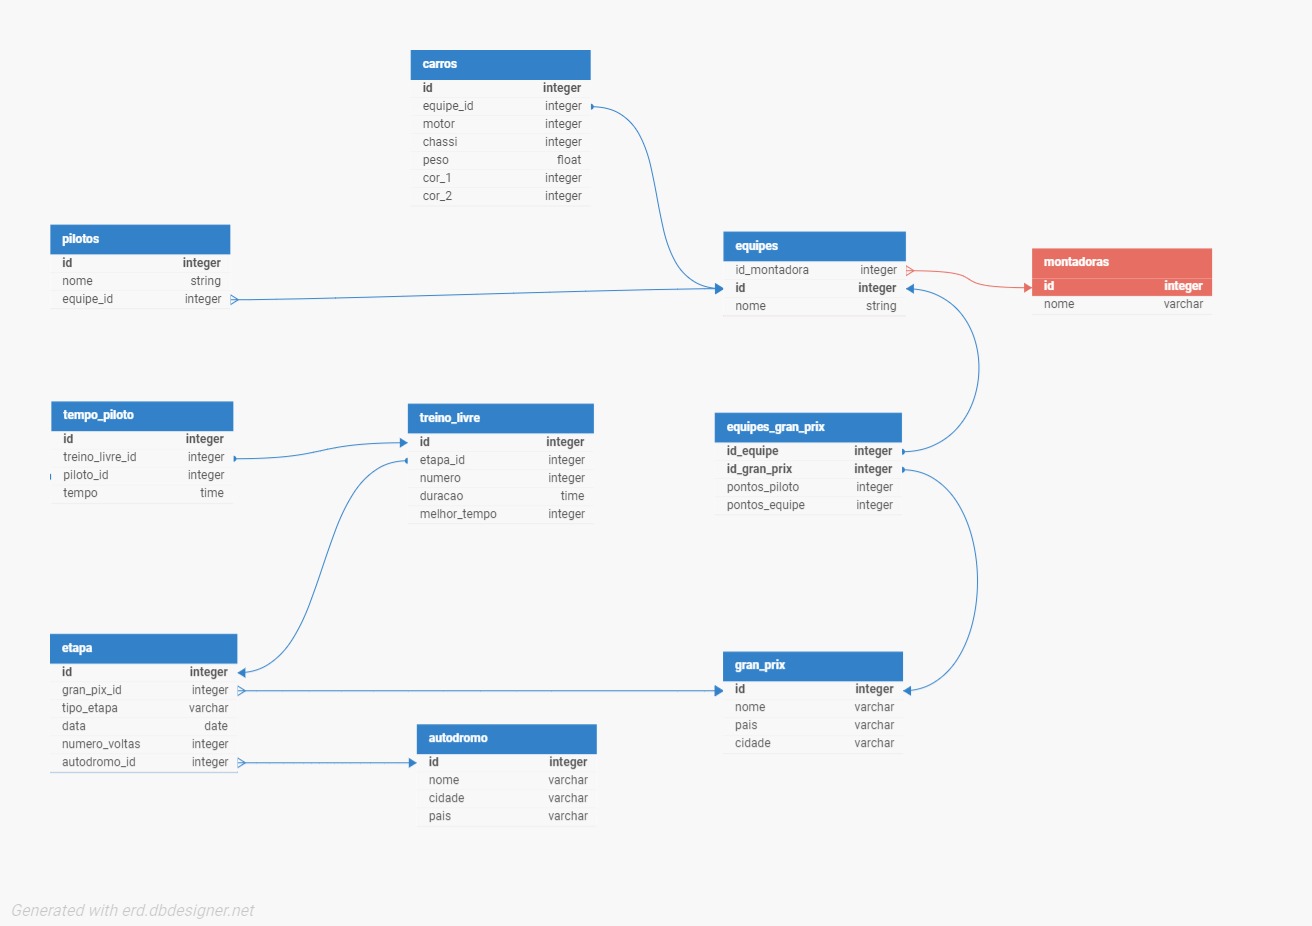 carros
id integer
equipe_id integer
motor integer
chassi integer
peso float
cor_1 integer
cor_2 integer
pilotos
id integer
nome string
equipe_id integer
equipes
id_montadora integer
id integer
nome string
montadoras
id integer
nome varchar
tempo_piloto
id integer
treino_livre_id integer
piloto_id integer
tempo time
treino_livre
id integer
etapa_id integer
numero integer
duracao time
melhor_tempo integer
equipes_gran_prix
id_equipe integer
id_gran_prix integer
pontos_piloto integer
pontos_equipe integer
etapa
id integer
gran_pix_id integer
tipo_etapa varchar
data date
numero_voltas integer
autodromo_id integer
autodromo
id integer
nome varchar
cidade varchar
pais varchar
gran_prix
id integer
nome varchar
pais varchar
cidade varchar
Generated with erd.dbdesigner.net